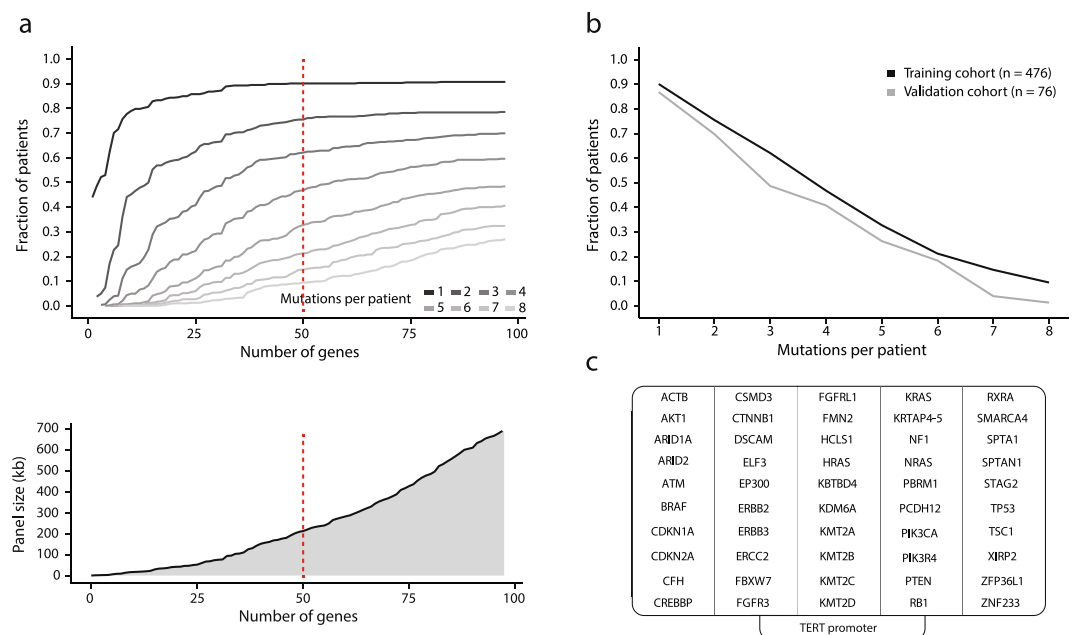 a
Fraction of patients
1.0
0.9
0.8
0.7
0.6
0.5
0.4
0.3
0.2
0.1
0.0
Mutations per patient
1 2 3 4
5 6 7 8
0 25 50 75 100
Number of genes
Panel size (kb)
700
600
500
400
300
200
100
0
0 25 50 75 100
Number of genes
b
Fraction of patients
1.0
0.9
0.8
0.7
0.6
0.5
0.4
0.3
0.2
0.1
0.0
Training cohort (n = 476)
Validation cohort (n = 76)
1 2 3 4 5 6 7 8
Mutations per patient
c
ACTB CSMD3 FGFRL1 KRAS RXRA
AKT1 CTNNB1 FMN2 KRTAP4-5 SMARCA4
ARID1A DSCAM HCLS1 NF1 SPTA1
ARID2 ELF3 HRAS NRAS SPTAN1
ATM EP300 KBTBD4 PBRM1 STAG2
BRAF ERBB2 KDM6A PCDH12 TP53
CDKN1A ERBB3 KMT2A PIK3CA TSC1
CDKN2A ERCC2 KMT2B PIK3R4 XIRP2
CFH FBXW7 KMT2C PTEN ZFP36L1
CREBBP FGFR3 KMT2D RB1 ZNF233
TERT promoter